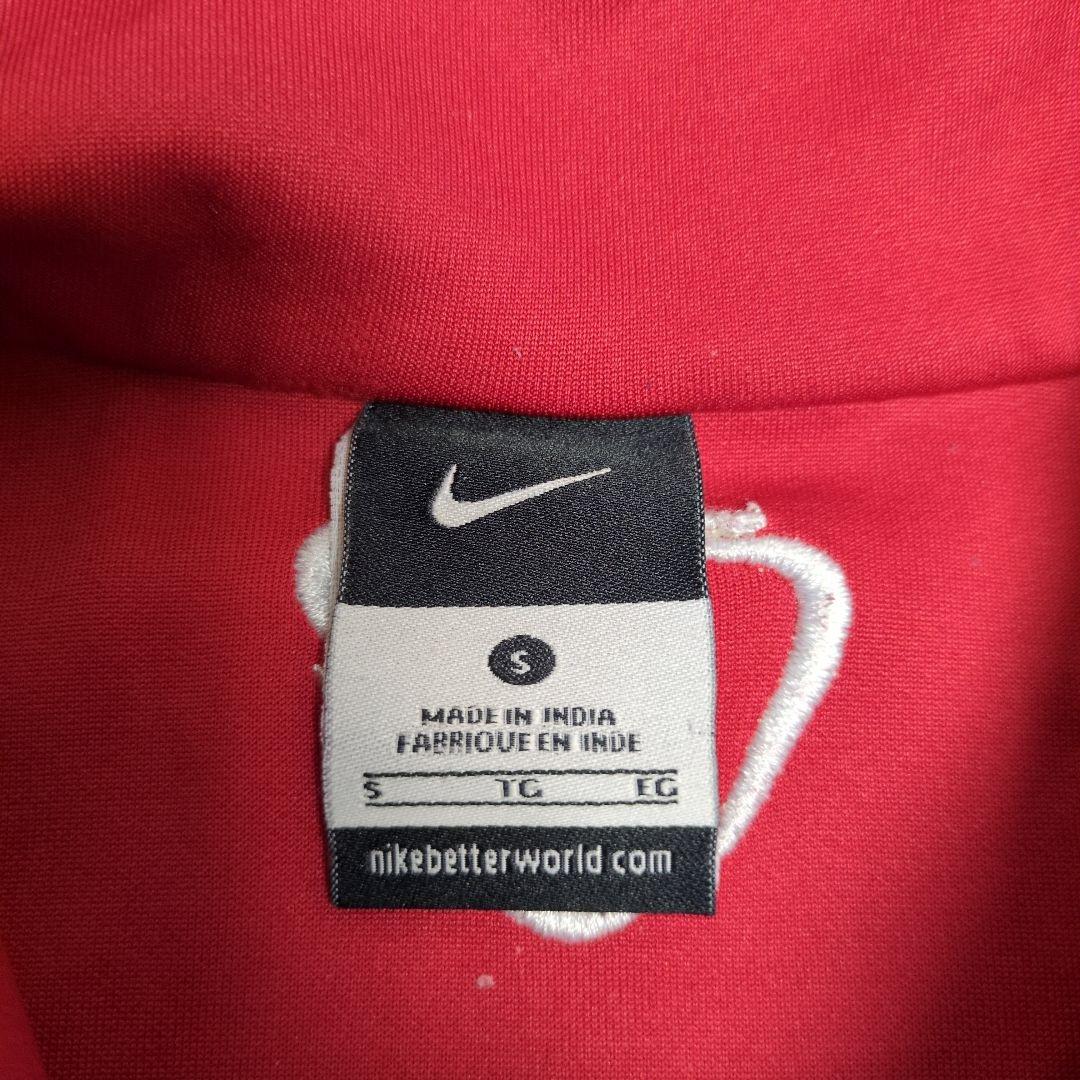 S
MADE IN INDIA
FABRIQUE EN INDE
S TG EG
nikebetterworld.com